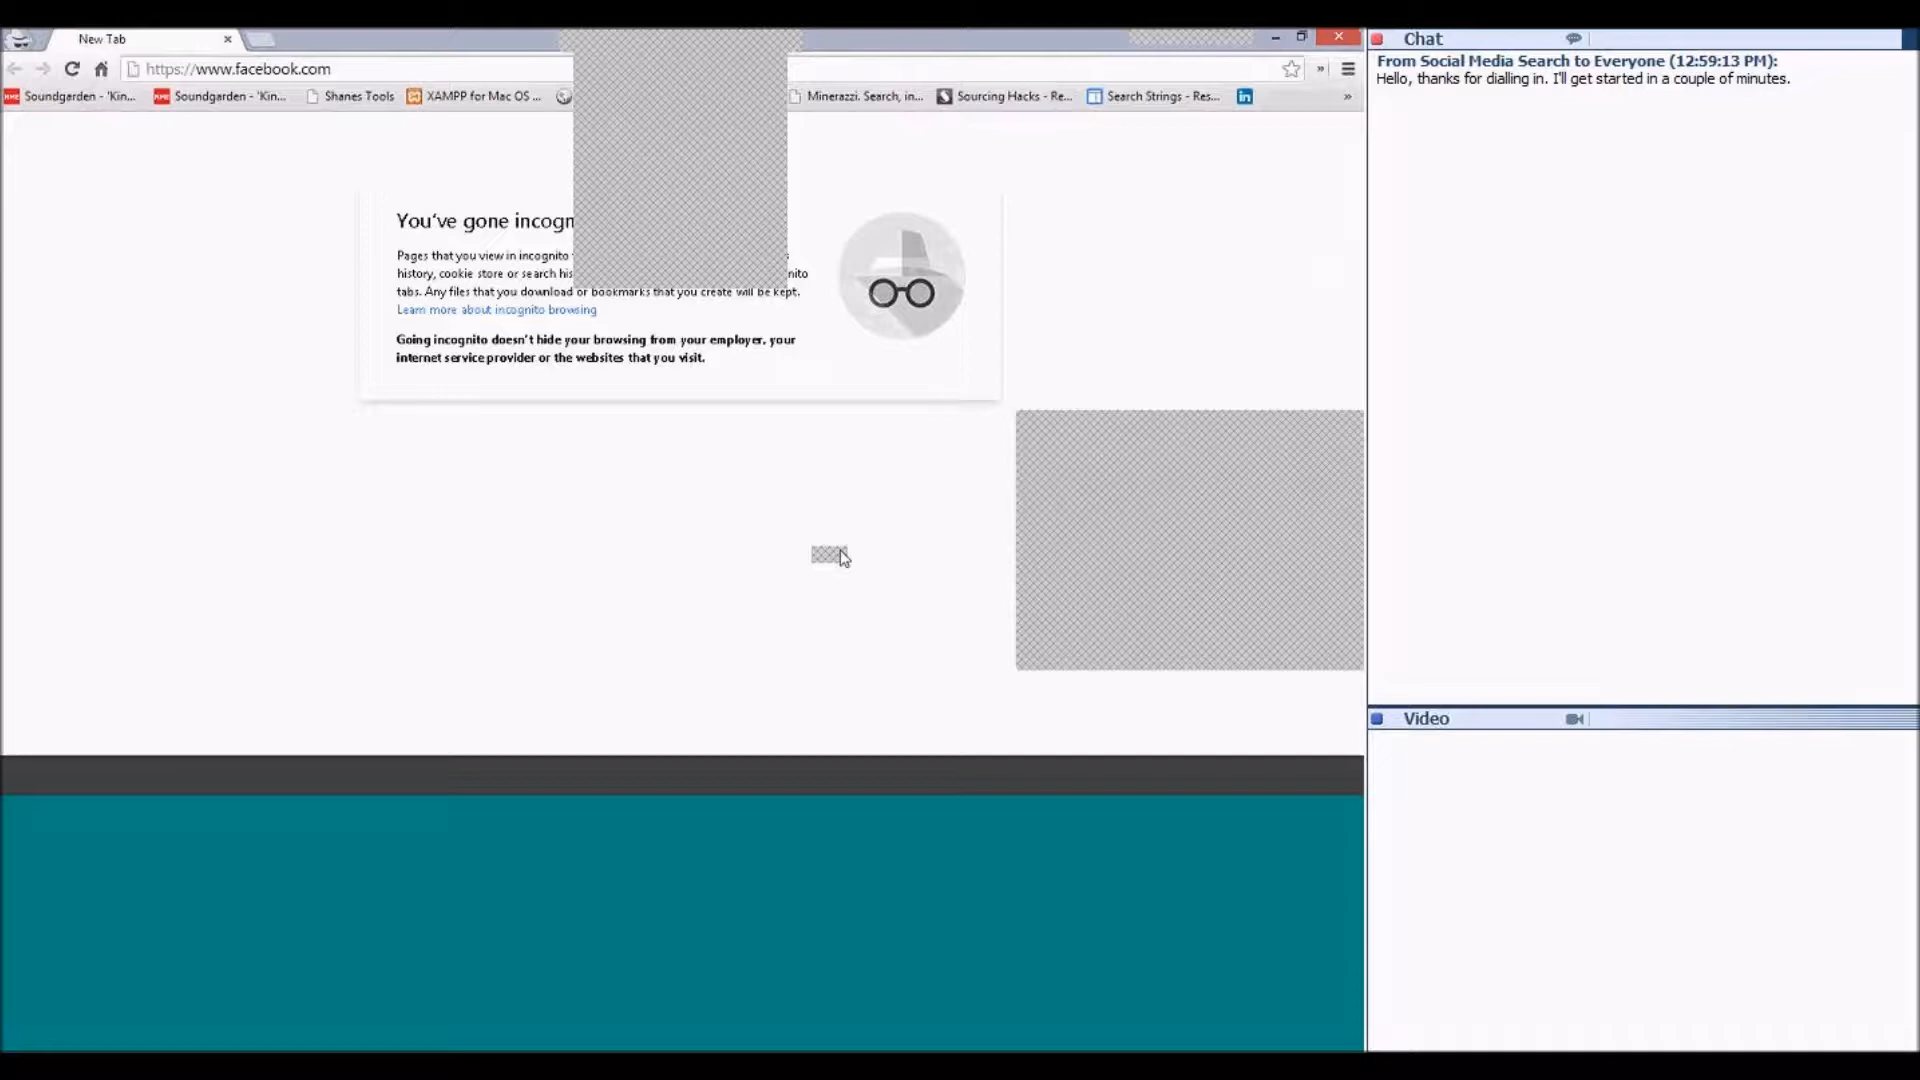 New Tab
https://www.facebook.com
Soundgarden - 'Kin...
Soundgarden - 'Kin...
Shanes Tools
XAMPP for Mac OS ...
Minerazzi. Search, in...
Sourcing Hacks - Re...
Search Strings - Res...
in
»
You've gone incogn
Pages that you view in incognito
history, cookie store or search his nito
tabs. Any files that you download or bookmarks that you create will be kept.
Learn more about incognito browsing
Going incognito doesn't hide your browsing from your employer, your
internet service provider or the websites that you visit.
Chat
From Social Media Search to Everyone (12:59:13 PM):
Hello, thanks for dialling in. I'll get started in a couple of minutes.
Video